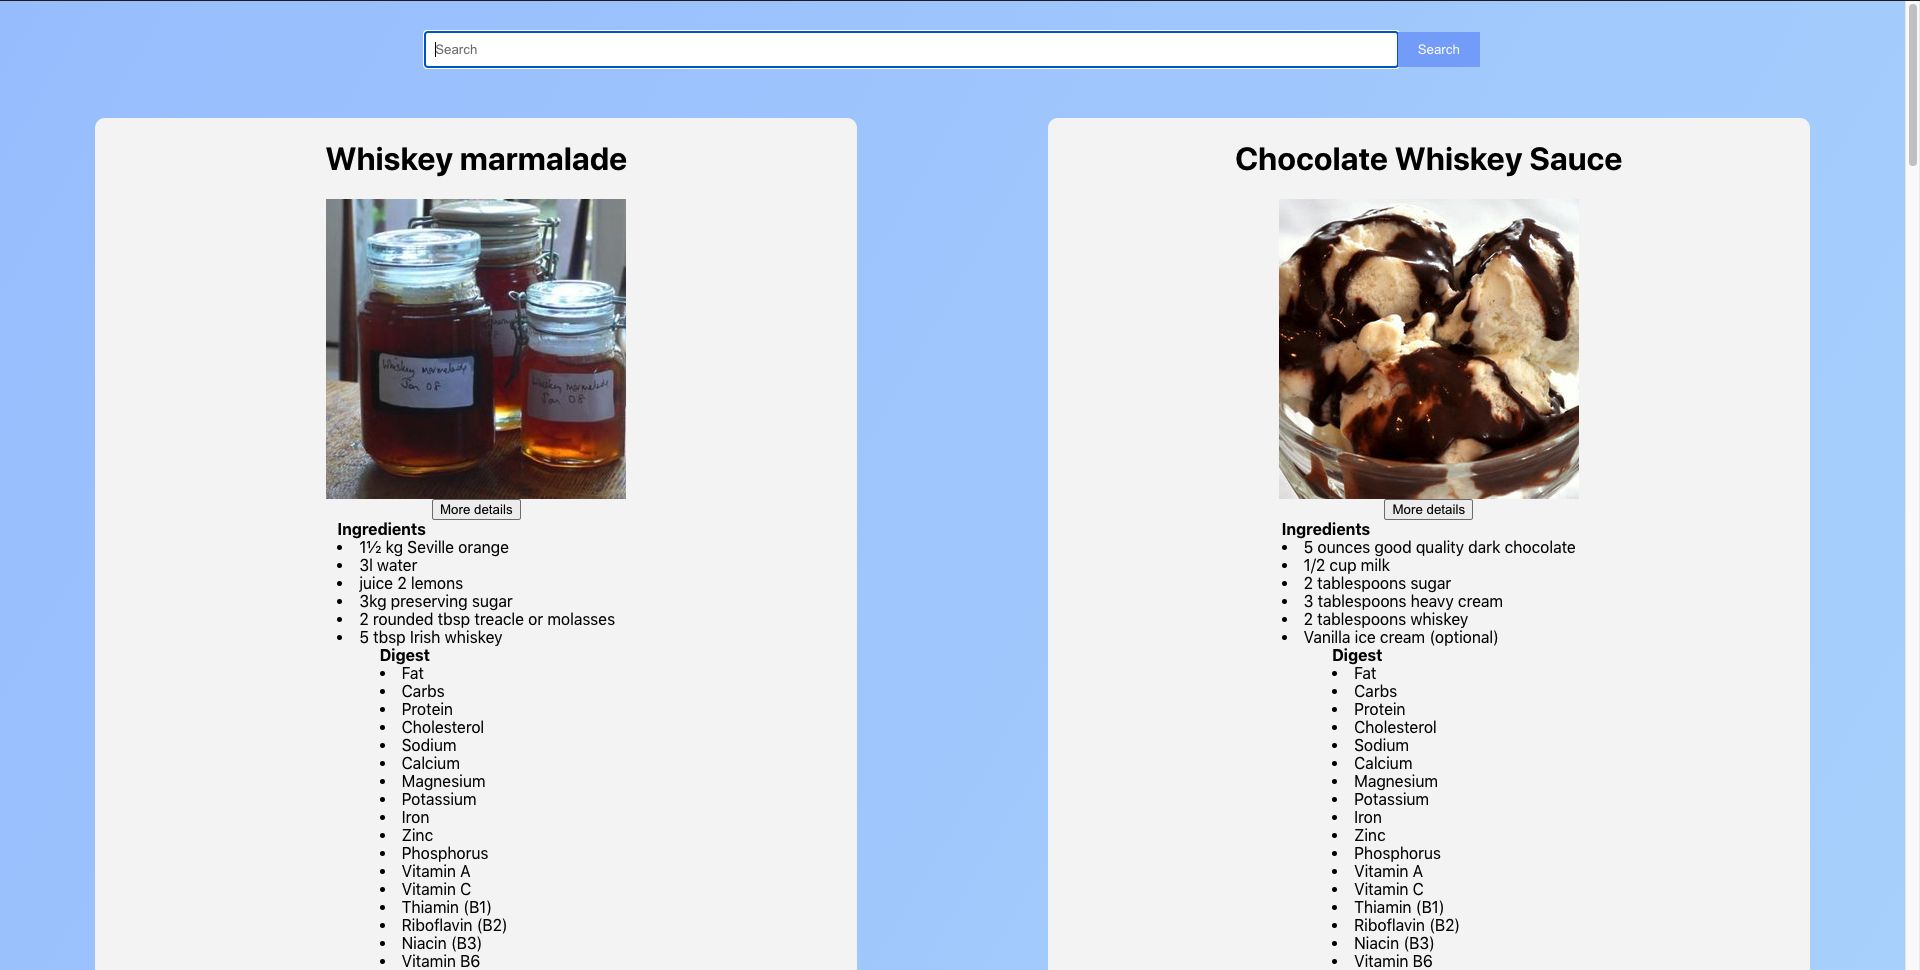 Search Search
Whiskey marmalade
Whiskey marmalade
Jan 08
Whiskey marmalade
Jan 08
More details
Ingredients
1½ kg Seville orange
3l water
juice 2 lemons
3kg preserving sugar
2 rounded tbsp treacle or molasses
5 tbsp Irish whiskey
Digest
Fat
Carbs
Protein
Cholesterol
Sodium
Calcium
Magnesium
Potassium
Iron
Zinc
Phosphorus
Vitamin A
Vitamin C
Thiamin (B1)
Riboflavin (B2)
Niacin (B3)
Vitamin B6
Chocolate Whiskey Sauce
More details
Ingredients
5 ounces good quality dark chocolate
1/2 cup milk
2 tablespoons sugar
3 tablespoons heavy cream
2 tablespoons whiskey
Vanilla ice cream (optional)
Digest
Fat
Carbs
Protein
Cholesterol
Sodium
Calcium
Magnesium
Potassium
Iron
Zinc
Phosphorus
Vitamin A
Vitamin C
Thiamin (B1)
Riboflavin (B2)
Niacin (B3)
Vitamin B6